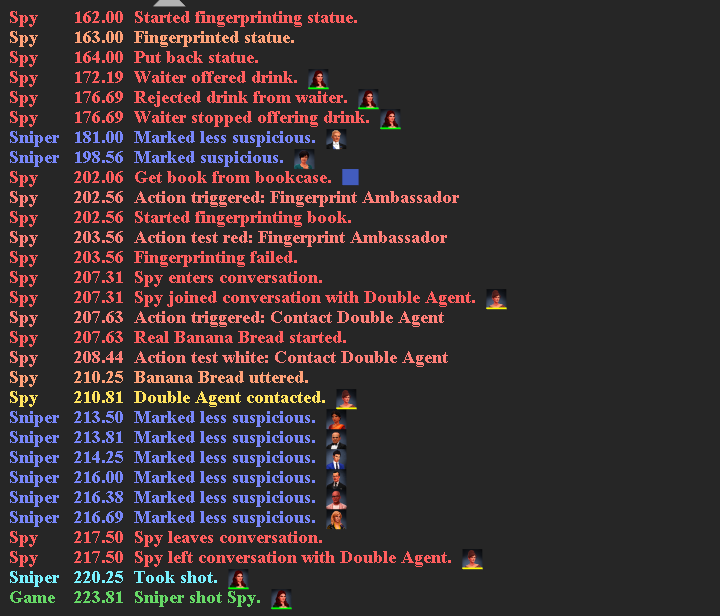 Spy 162.00 Started fingerprinting statue.
Spy 163.00 Fingerprinted statue.
Spy 164.00 Put back statue.
Spy 172.19 Waiter offered drink.
Spy 176.69 Rejected drink from waiter.
Spy 176.69 Waiter stopped offering drink.
Sniper 181.00 Marked less suspicious.
Sniper 198.56 Marked suspicious.
Spy 202.06 Get book from bookcase.
Spy 202.56 Action triggered: Fingerprint Ambassador
Spy 202.56 Started fingerprinting book.
Spy 203.56 Action test red: Fingerprint Ambassador
Spy 203.56 Fingerprinting failed.
Spy 207.31 Spy enters conversation.
Spy 207.31 Spy joined conversation with Double Agent.
Spy 207.63 Action triggered: Contact Double Agent
Spy 207.63 Real Banana Bread started.
Spy 208.44 Action test white: Contact Double Agent
Spy 210.25 Banana Bread uttered.
Spy 210.81 Double Agent contacted.
Sniper 213.50 Marked less suspicious.
Sniper 213.81 Marked less suspicious.
Sniper 214.25 Marked less suspicious.
Sniper 216.00 Marked less suspicious.
Sniper 216.38 Marked less suspicious.
Sniper 216.69 Marked less suspicious.
Spy 217.50 Spy leaves conversation.
Spy 217.50 Spy left conversation with Double Agent.
Sniper 220.25 Took shot.
Game 223.81 Sniper shot Spy.